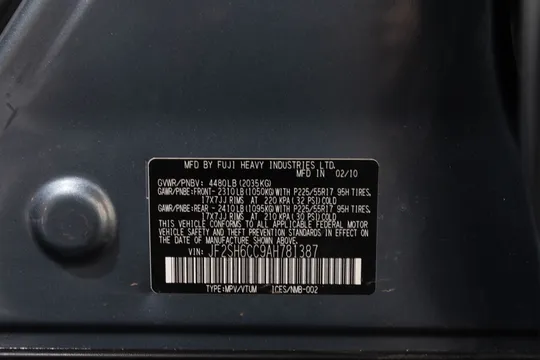 MFD BY FUJI HEAVY INDUSTRIES LTD.
MFD IN 02/10
GVWR/PNBV: 4480LB(2035KG)
GAWR/PNBE:FRONT- 2310LB(1050KG)WITH P225/55R17 95H TIRES,
17X7JJ RIMS AT 220 KPA(32 PSI)COLD
GAWR/PNBE:REAR -2410LB(1095KG)WITH P225/55R17 95H TIRES,
17X7JJ RIMS AT 210 KPA(30 PSI)COLD
THIS VEHICLE CONFORMS TO ALL APPLICABLE FEDERAL MOTOR
VEHICLE SAFETY STANDARDS IN EFFECT ON
THE DATE OF MANUFACTURE SHOWN ABOVE.
VIN: JF2SH6CC9AH781387
TYPE:MPV/VTUM ICES/NMB-002